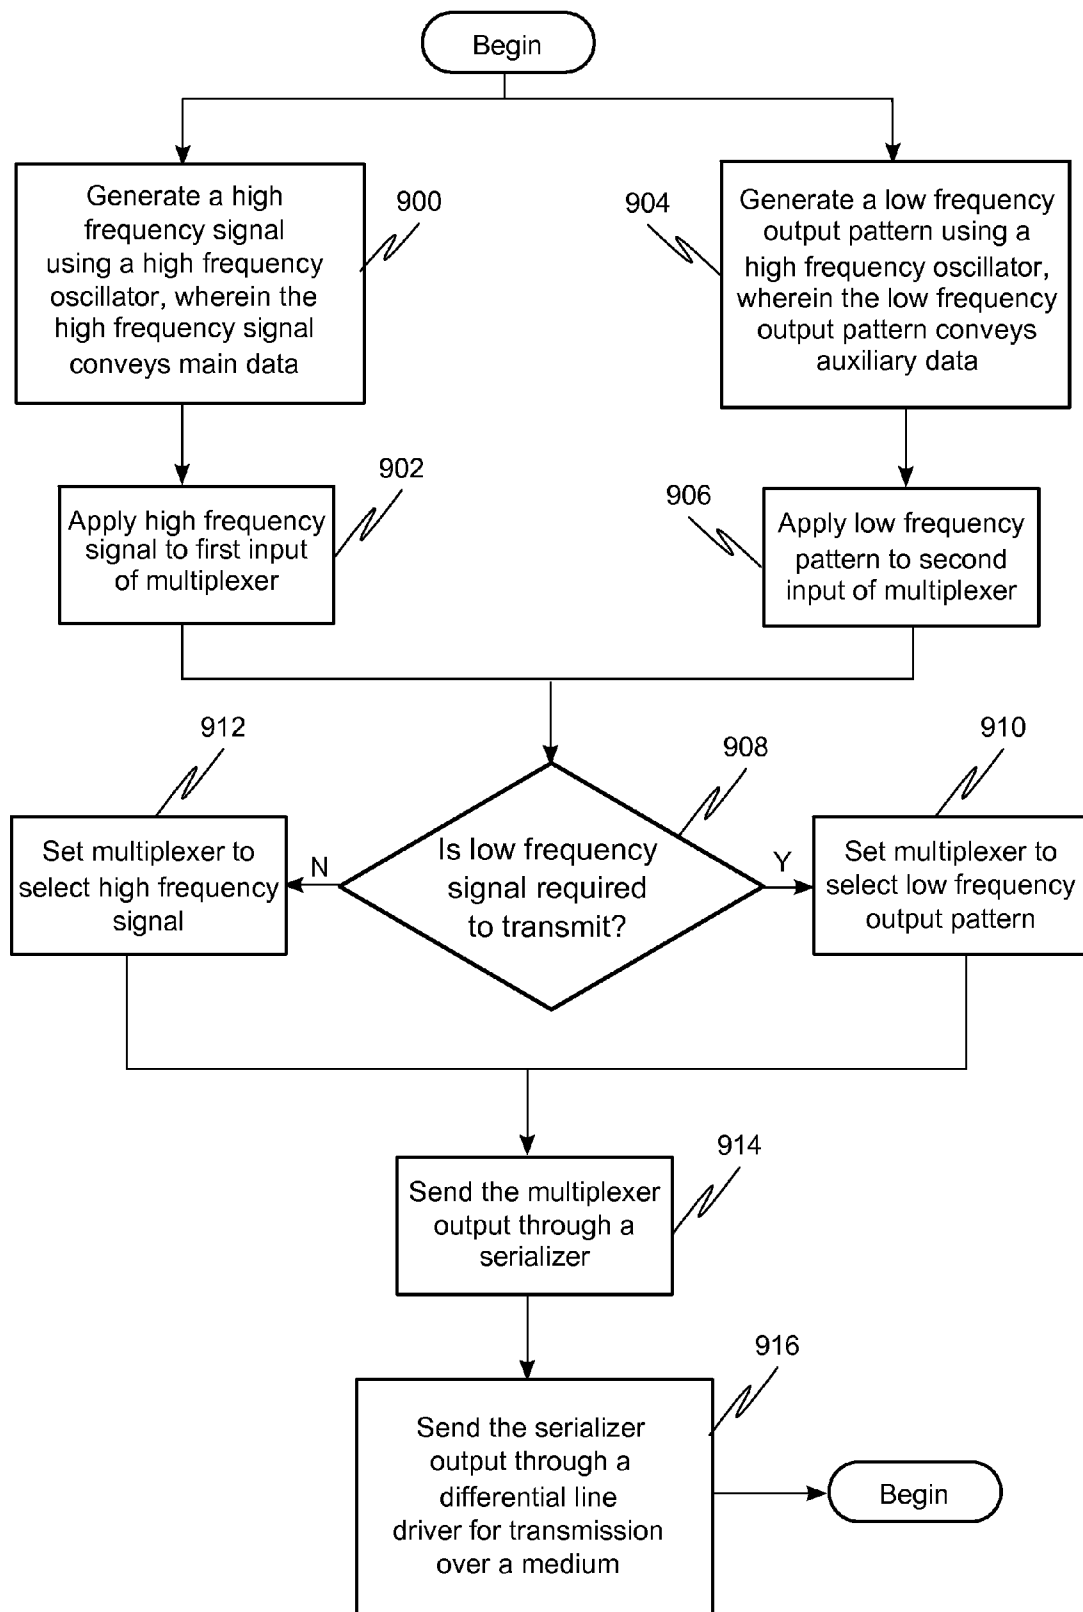 Begin
Generate a high
frequency signal
using a high frequency
oscillator, wherein the
high frequency signal
conveys main data
900
904
Generate a low frequency
output pattern using a
high frequency oscillator,
wherein the low frequency
output pattern conveys
auxiliary data
902
Apply high frequency
signal to first input
of multiplexer
906
Apply low frequency
pattern to second
input of multiplexer
912
Set multiplexer to
select high frequency
signal
N
908
Is low frequency
signal required
to transmit?
Y
910
Set multiplexer to
select low frequency
output pattern
914
Send the multiplexer
output through a
serializer
916
Send the serializer
output through a
differential line
driver for transmission
over a medium
Begin